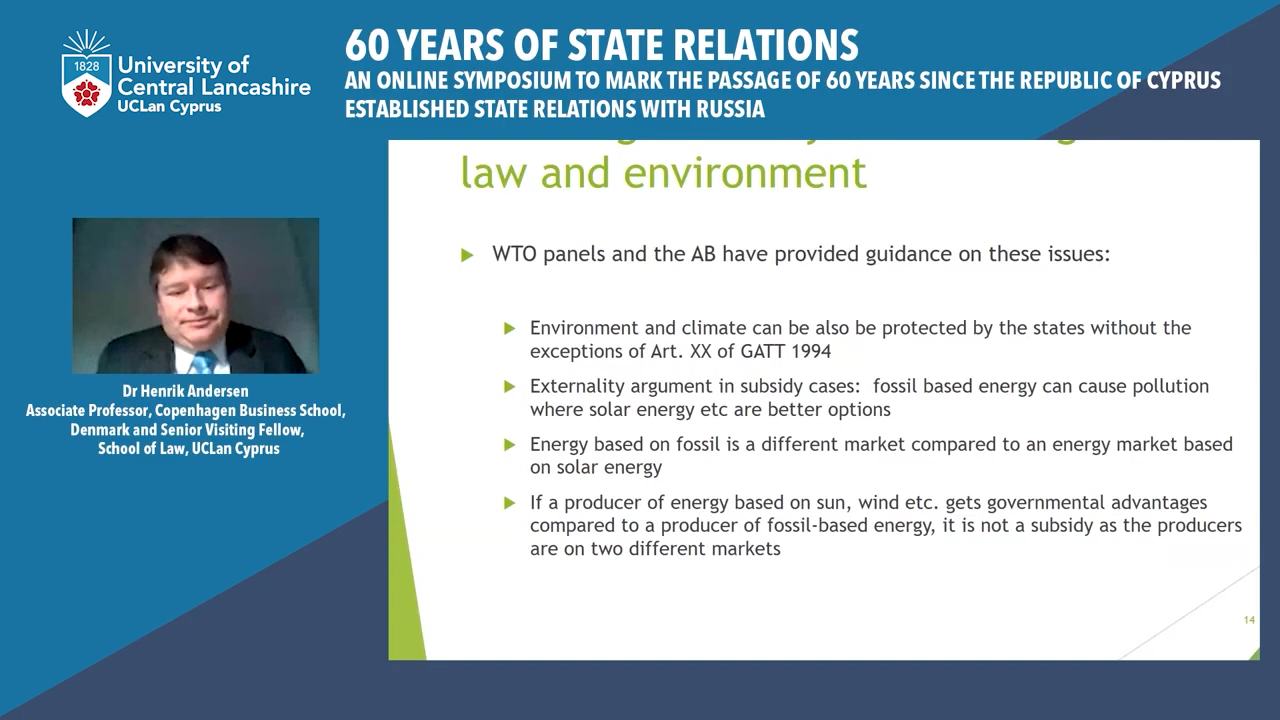 1828
University of
Central Lancashire
UCLan Cyprus
60 YEARS OF STATE RELATIONS
AN ONLINE SYMPOSIUM TO MARK THE PASSAGE OF 60 YEARS SINCE THE REPUBLIC OF CYPRUS
ESTABLISHED STATE RELATIONS WITH RUSSIA
Dr Henrik Andersen
Associate Professor, Copenhagen Business School,
Denmark and Senior Visiting Fellow,
School of Law, UCLan Cyprus
law and environment
WTO panels and the AB have provided guidance on these issues:
Environment and climate can be also be protected by the states without the
exceptions of Art. XX of GATT 1994
Externality argument in subsidy cases: fossil based energy can cause pollution
where solar energy etc are better options
Energy based on fossil is a different market compared to an energy market based
on solar energy
If a producer of energy based on sun, wind etc. gets governmental advantages
compared to a producer of fossil-based energy, it is not a subsidy as the producers
are on two different markets
14